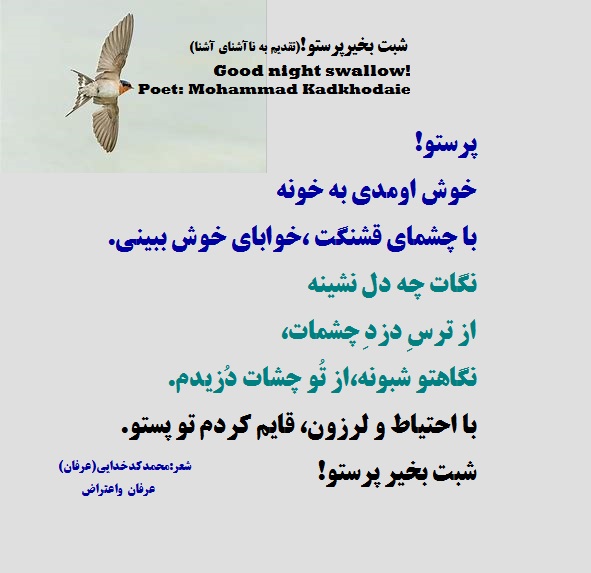 شبت بخیرپرستو!(تقدیم به ناآشنای آشنا)
Good night swallow!
Poet: Mohammad Kadkhodaie
پرستو!
خوش اومدی به خونه
با چشمای قشنگت ،خوابای خوش ببینی.
نگات چه دل نشینه
از ترسِ دزدِ چشمات،
نگاهتو شبونه،از تُو چشات دُزیدم.
با احتیاط و لرزون، قایم کردم تو پستو.
شبت بخیر پرستو!
شعر:محمدکدخدایی(عرفان)
عرفان واعتراض